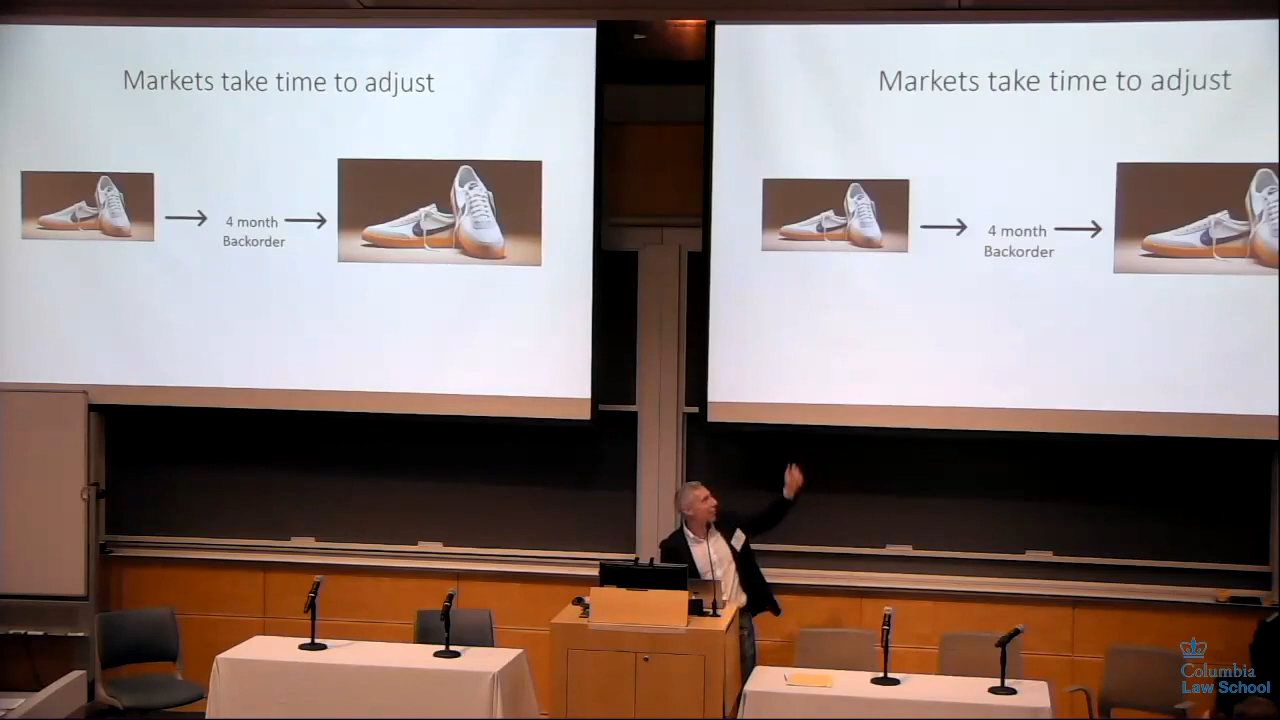 Markets take time to adjust
4 month
Backorder
Markets take time to adjust
4 month
Backorder
Columbia
Law School